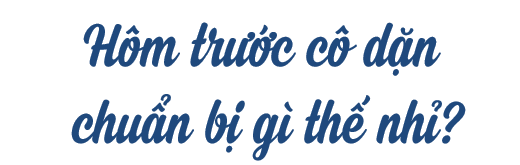 Hôm trước cô dặn
chuẩn bị gì thế nhỉ?